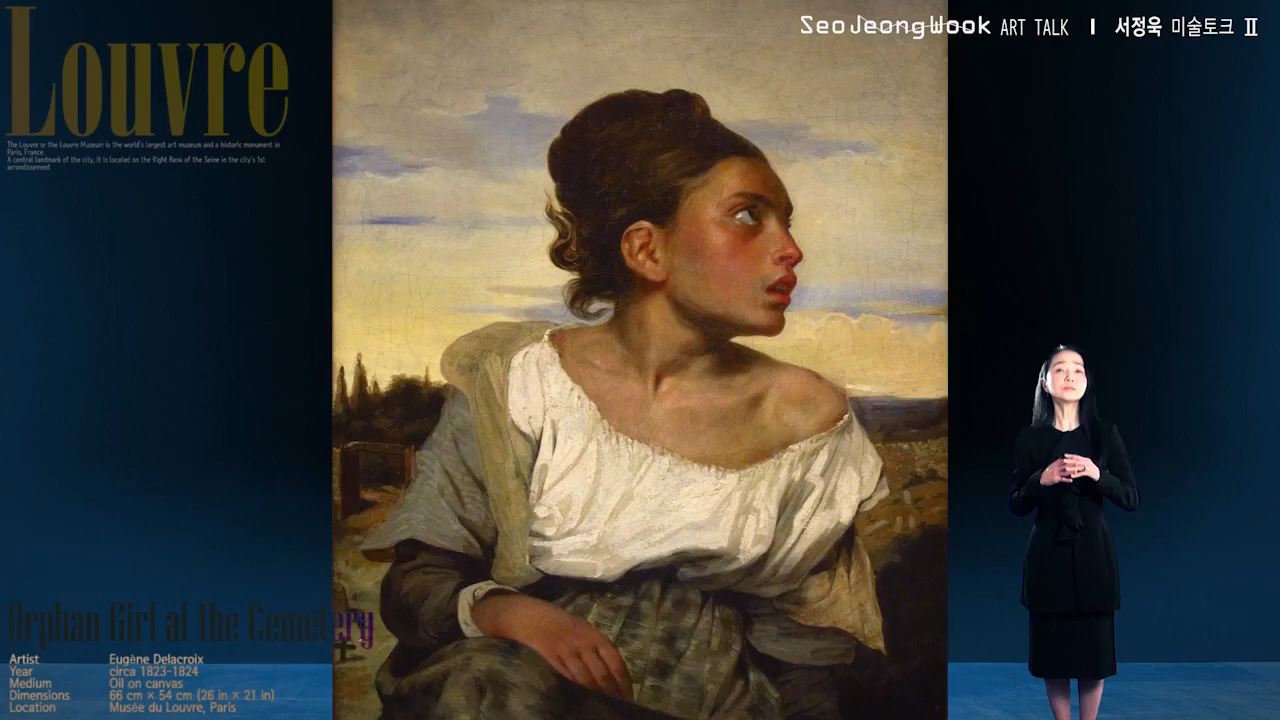 Louvre
The Louvre or the Louvre Museum is the world's largest art museum and a historic monument in
Paris, France.
A central landmark of the city, it is located on the Right Bank of the Seine in the city's 1st
arrondissement
SeoJeongWook ART TALK I 서정욱 미술토크 Ⅱ
Orphan Girl at the Cemetery
Artist Eugène Delacroix
Year circa 1823-1824
Medium Oil on canvas
Dimensions 66 cm × 54 cm (26 in × 21 in)
Location Musée du Louvre, Paris